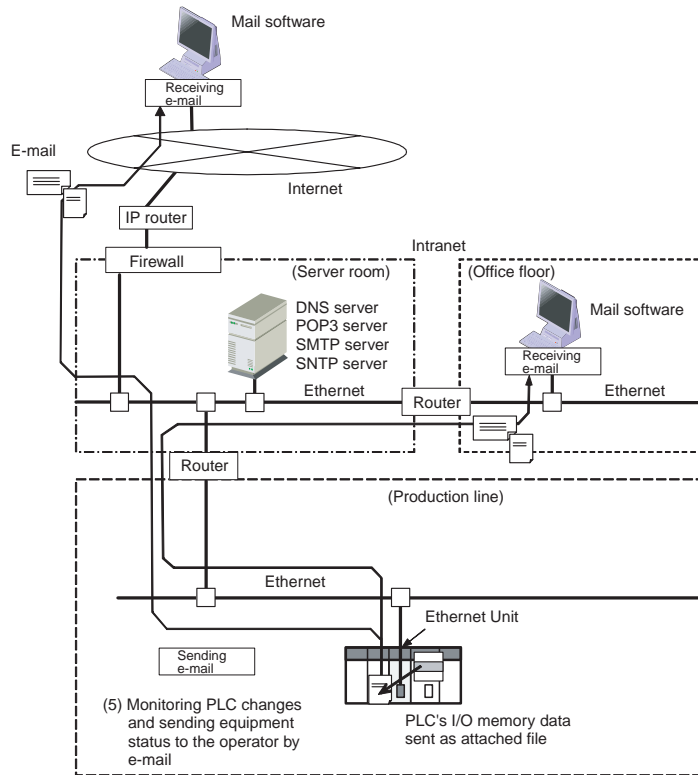 Mail software
Receiving
e-mail
E-mail
Internet
IP router
Intranet
Firewall
(Server room)
(Office floor)
DNS server
POP3 server
SMTP server
SNTP server
Mail software
Receiving
e-mail
Ethernet
Router
Ethernet
Router
(Production line)
Ethernet
Ethernet Unit
Sending
e-mail
(5) Monitoring PLC changes
and sending equipment
status to the operator by
e-mail
PLC's I/O memory data
sent as attached file